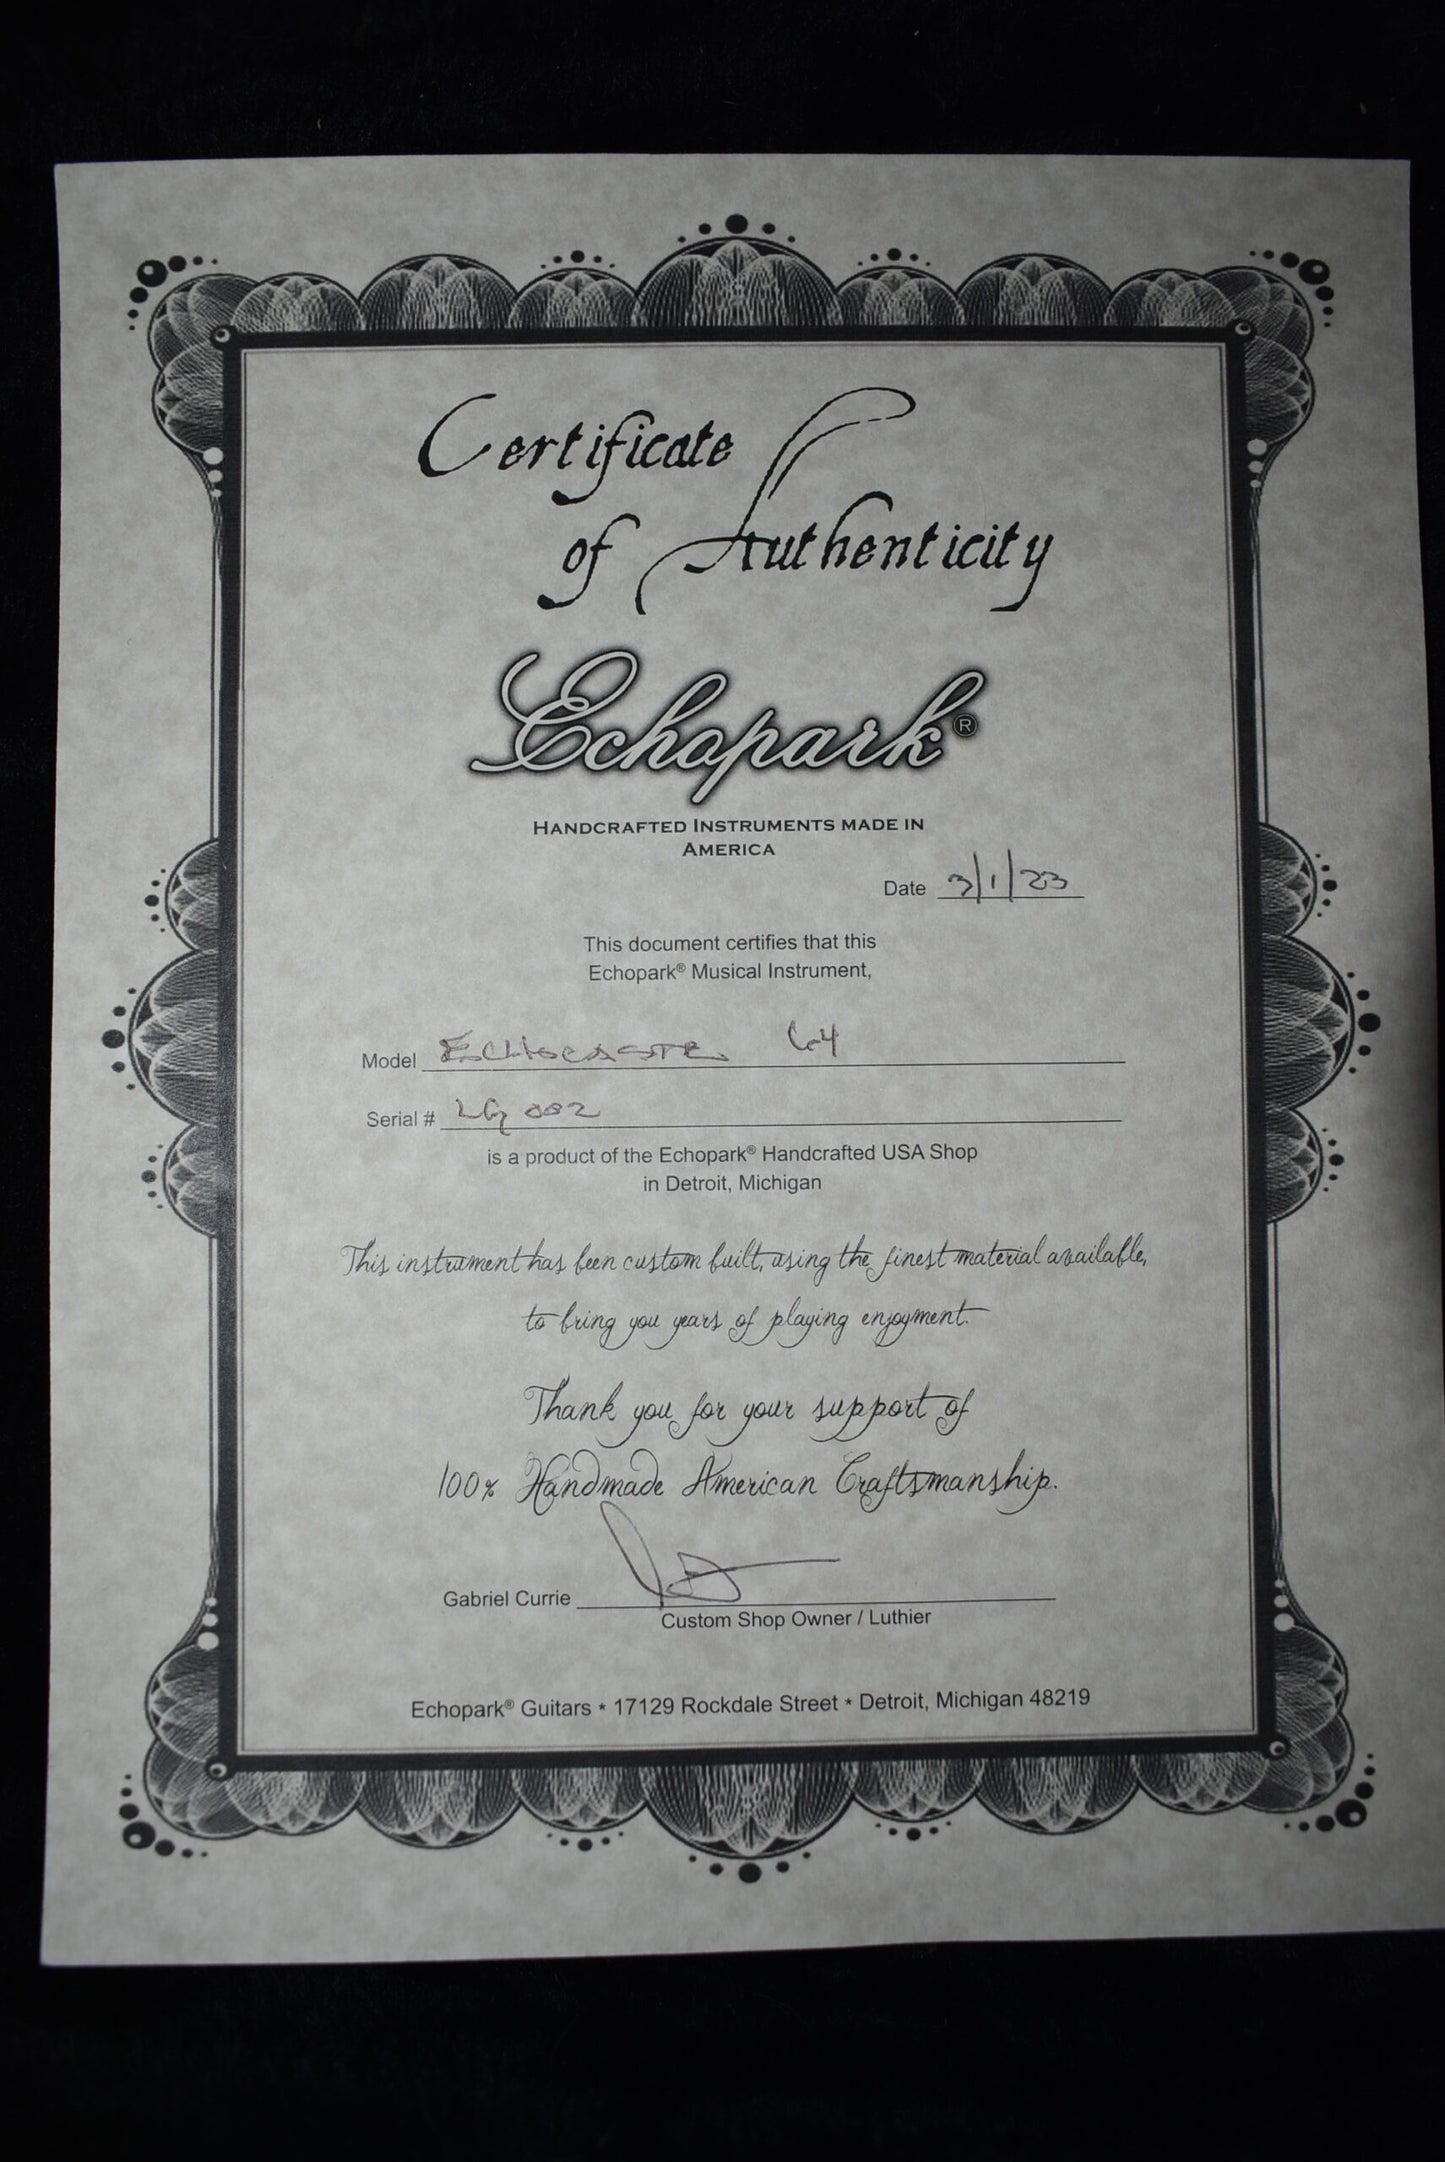 Certificate
of Authenticity
Echopark®
HANDCRAFTED INSTRUMENTS MADE IN
AMERICA
Date 3/1/23
This document certifies that this
Echopark® Musical Instrument,
Model ECHOCASTER 64
Serial # LG 002
is a product of the Echopark® Handcrafted USA Shop
in Detroit, Michigan
This instrument has been custom built, using the finest material available,
to bring you years of playing enjoyment.
Thank you for your support of
100% Handmade American Craftsmanship.
Gabriel Currie
Custom Shop Owner / Luthier
Echopark® Guitars * 17129 Rockdale Street * Detroit, Michigan 48219